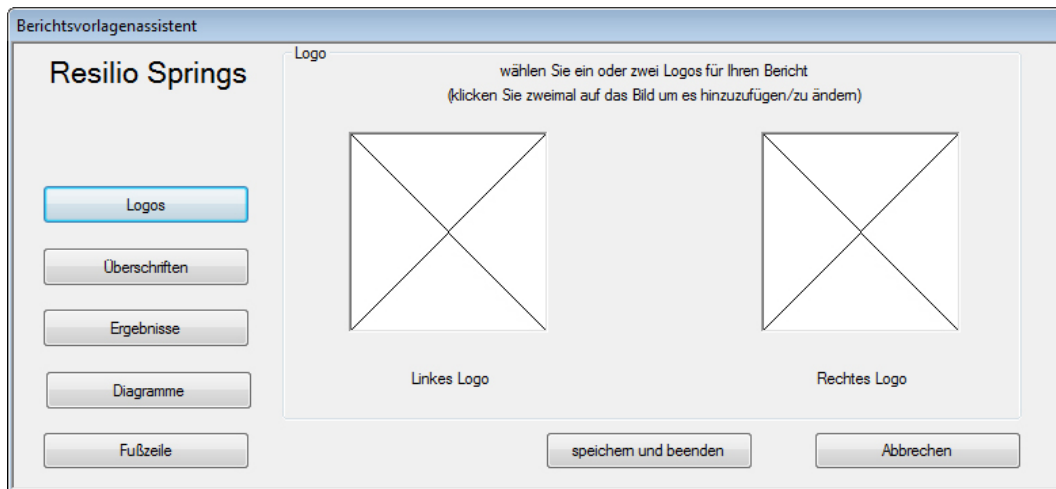 Berichtsvorlagenassistent
Resilio Springs
Logo
wählen Sie ein oder zwei Logos für Ihren Bericht
(klicken Sie zweimal auf das Bild um es hinzuzufügen/zu ändern)
Logos
Überschriften
Ergebnisse
Diagramme
Fußzeile
Linkes Logo
Rechtes Logo
speichern und beenden
Abbrechen